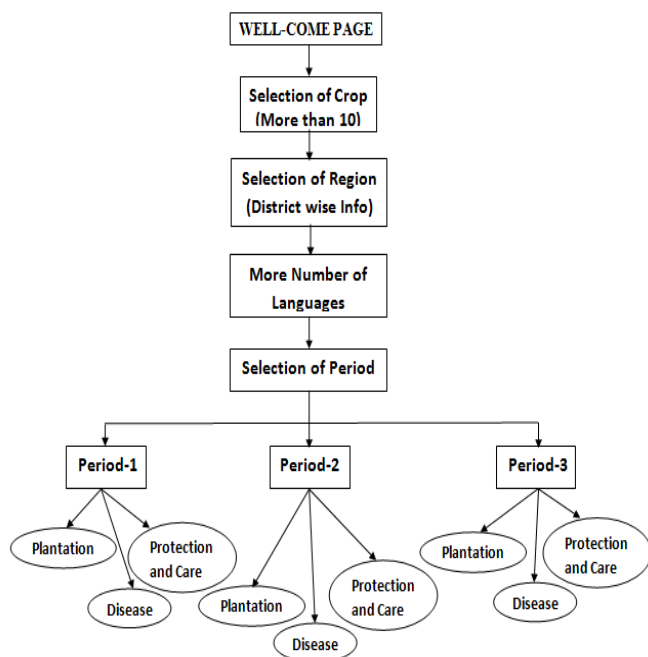 WELL-COME PAGE
Selection of Crop
(More than 10)
Selection of Region
(District wise Info)
More Number of
Languages
Selection of Period
Period-1
Period-2
Period-3
Plantation
Protection
and Care
Disease
Plantation
Protection
and Care
Disease
Plantation
Protection
and Care
Disease